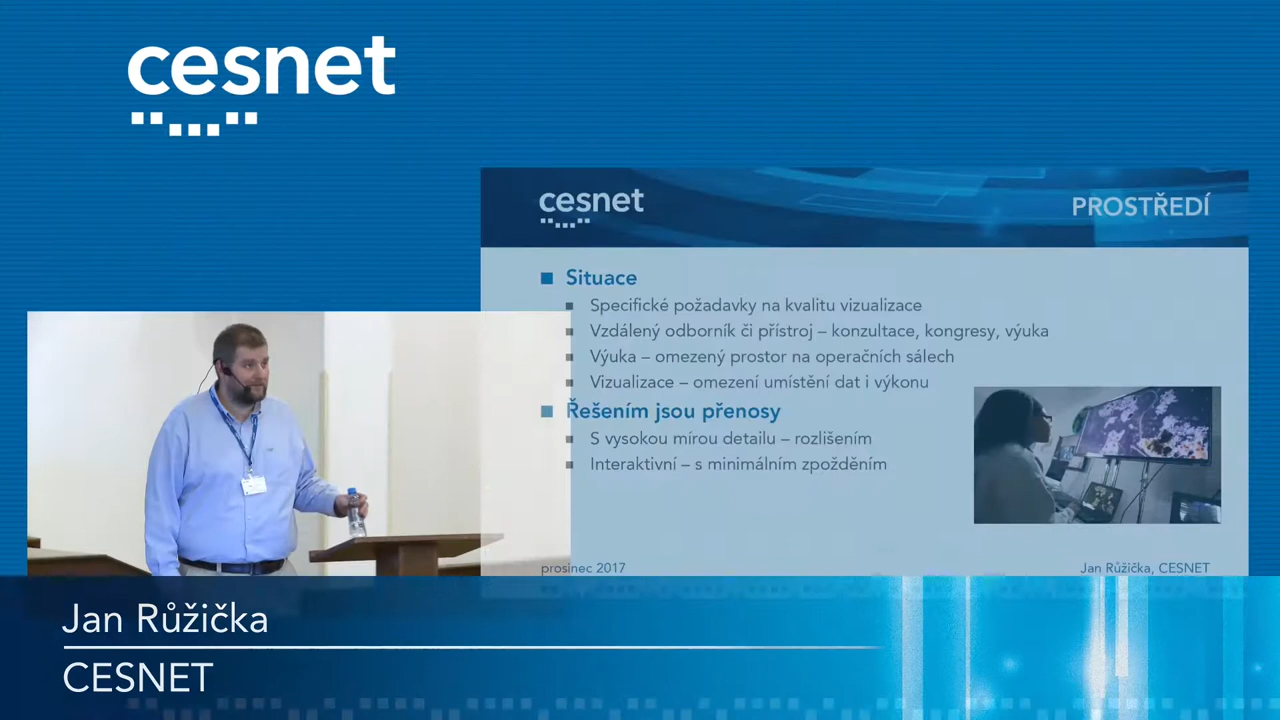 cesnet
cesnet
PROSTŘEDÍ
Situace
Specifické požadavky na kvalitu vizualizace
Vzdálený odborník či přístroj – konzultace, kongresy, výuka
Výuka – omezený prostor na operačních sálech
Vizualizace – omezení umístění dat i výkonu
Řešením jsou přenosy
S vysokou mírou detailu – rozlišením
Interaktivní – s minimálním zpožděním
prosinec 2017
Jan Růžička, CESNET
Jan Růžička
CESNET